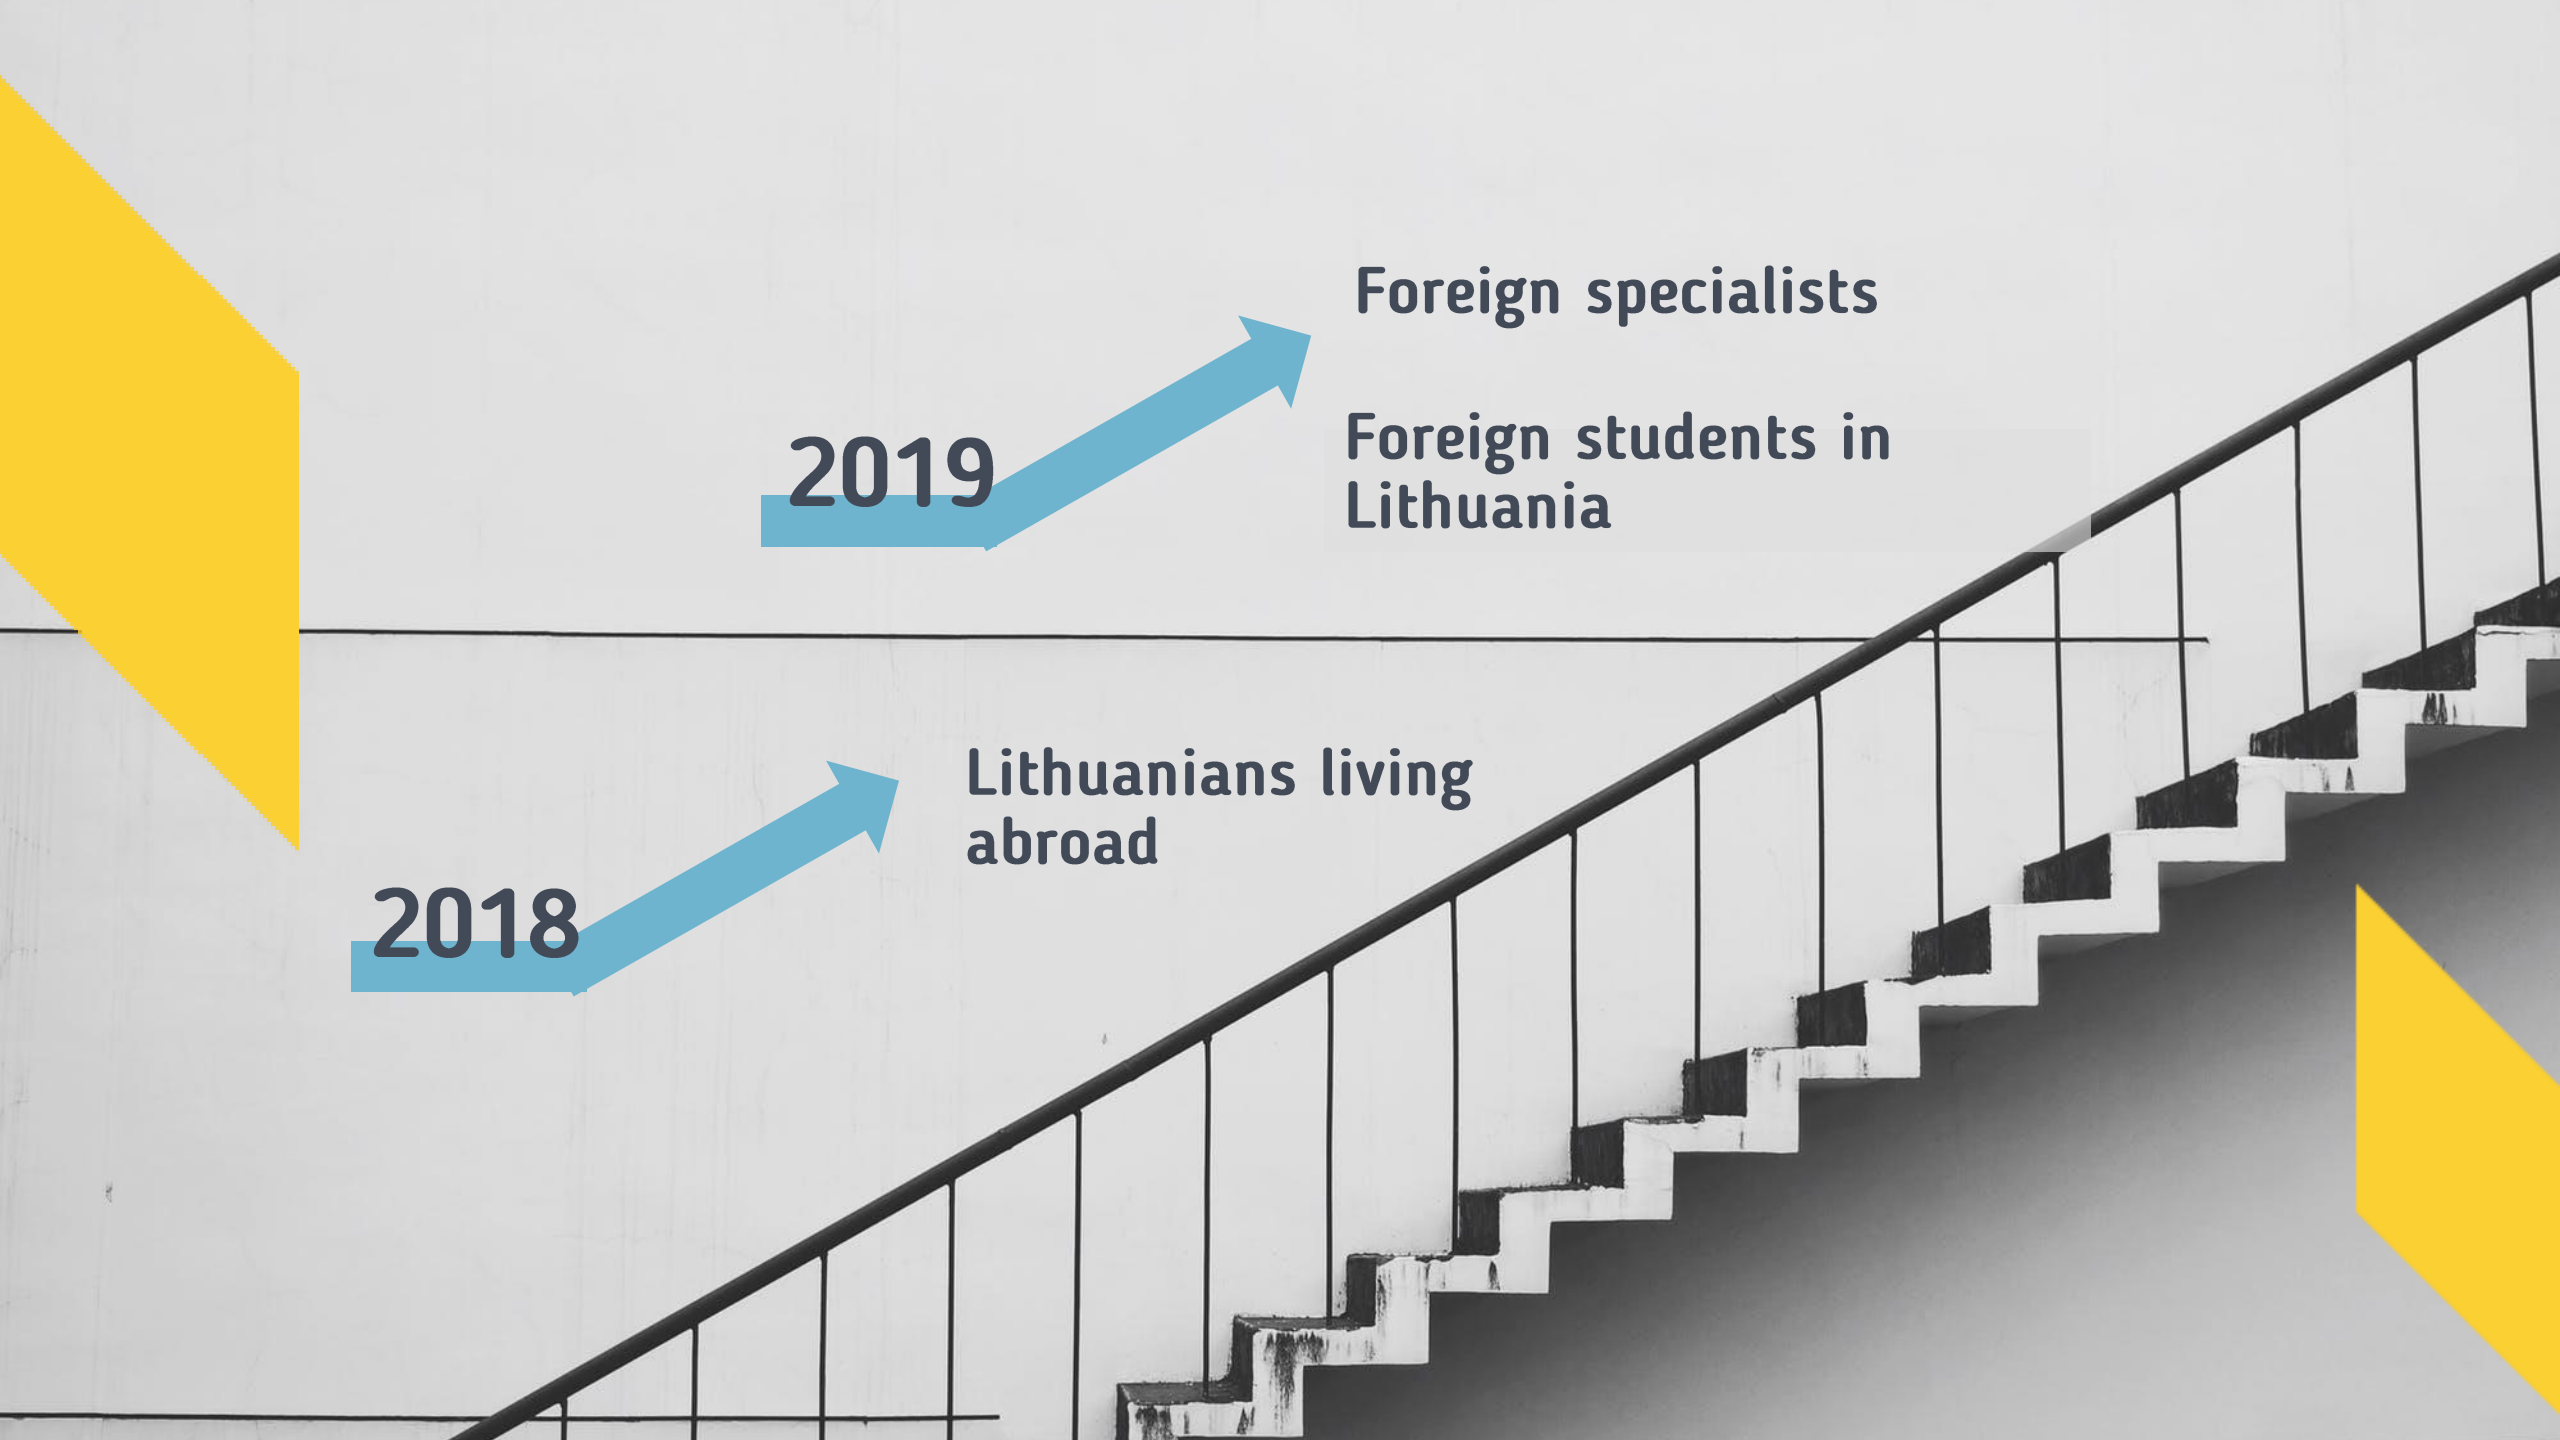 Foreign specialists
2019
Foreign students in
Lithuania
Lithuanians living
abroad
2018